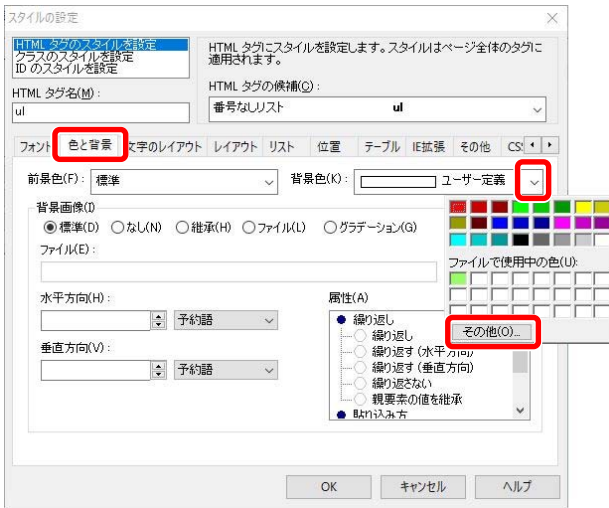 スタイルの設定
HTML タグのスタイルを設定
クラスのスタイルを設定
ID のスタイルを設定
HTML タグにスタイルを設定します。スタイルはページ全体のタグに
適用されます。
HTML タグ名(M):
ul
HTML タグの候補(C):
番号なしリスト ul
フォント 色と背景 文字のレイアウト レイアウト リスト 位置 テーブル IE拡張 その他 CSS
前景色(F): 標準
背景色(K): ユーザー定義
背景画像(I)
標準(D) なし(N) 継承(H) ファイル(L) グラデーション(G)
ファイル(E):
ファイルで使用中の色(U):
その他(O)...
水平方向(H):
予約語
垂直方向(V):
予約語
属性(A)
繰り返し
繰り返し
繰り返す(水平方向)
繰り返す(垂直方向)
繰り返さない
親要素の値を継承
貼り込み方
OK キャンセル ヘルプ